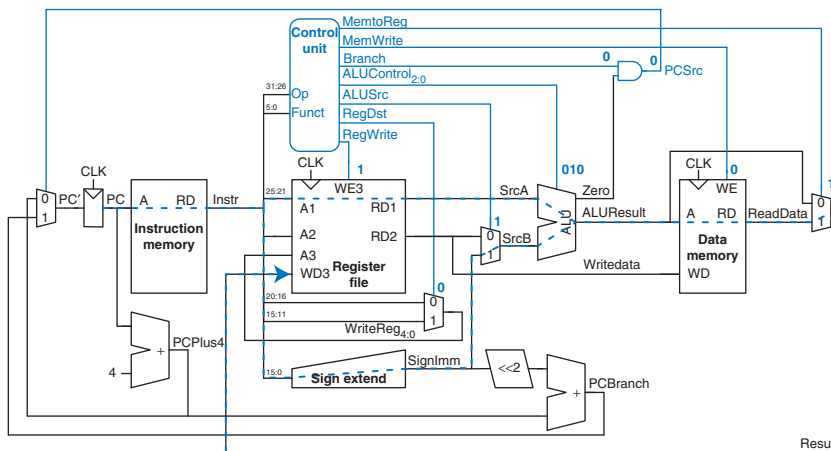 MemtoReg
Control
unit
MemWrite
Branch
0
0
PCSrc
ALUControl2:0
31:26
Op
ALUSrc
5:0
Funct
RegDst
RegWrite
CLK
CLK
1
010
CLK
0
0
1
PC'
PC
A
RD
Instr
25:21
WE3
A1
RD1
SrcA
Zero
WE
1
0
1
Instruction
memory
A2
RD2
1
0
1
SrcB
ALU
ALUResult
A
RD
ReadData
A3
Register
file
WD3
Data
memory
Writedata
WD
20:16
0
0
1
15:11
WriteReg4:0
PCPlus4
+
4
SignImm
15:0
Sign extend
<<2
PCBranch
+
Resu